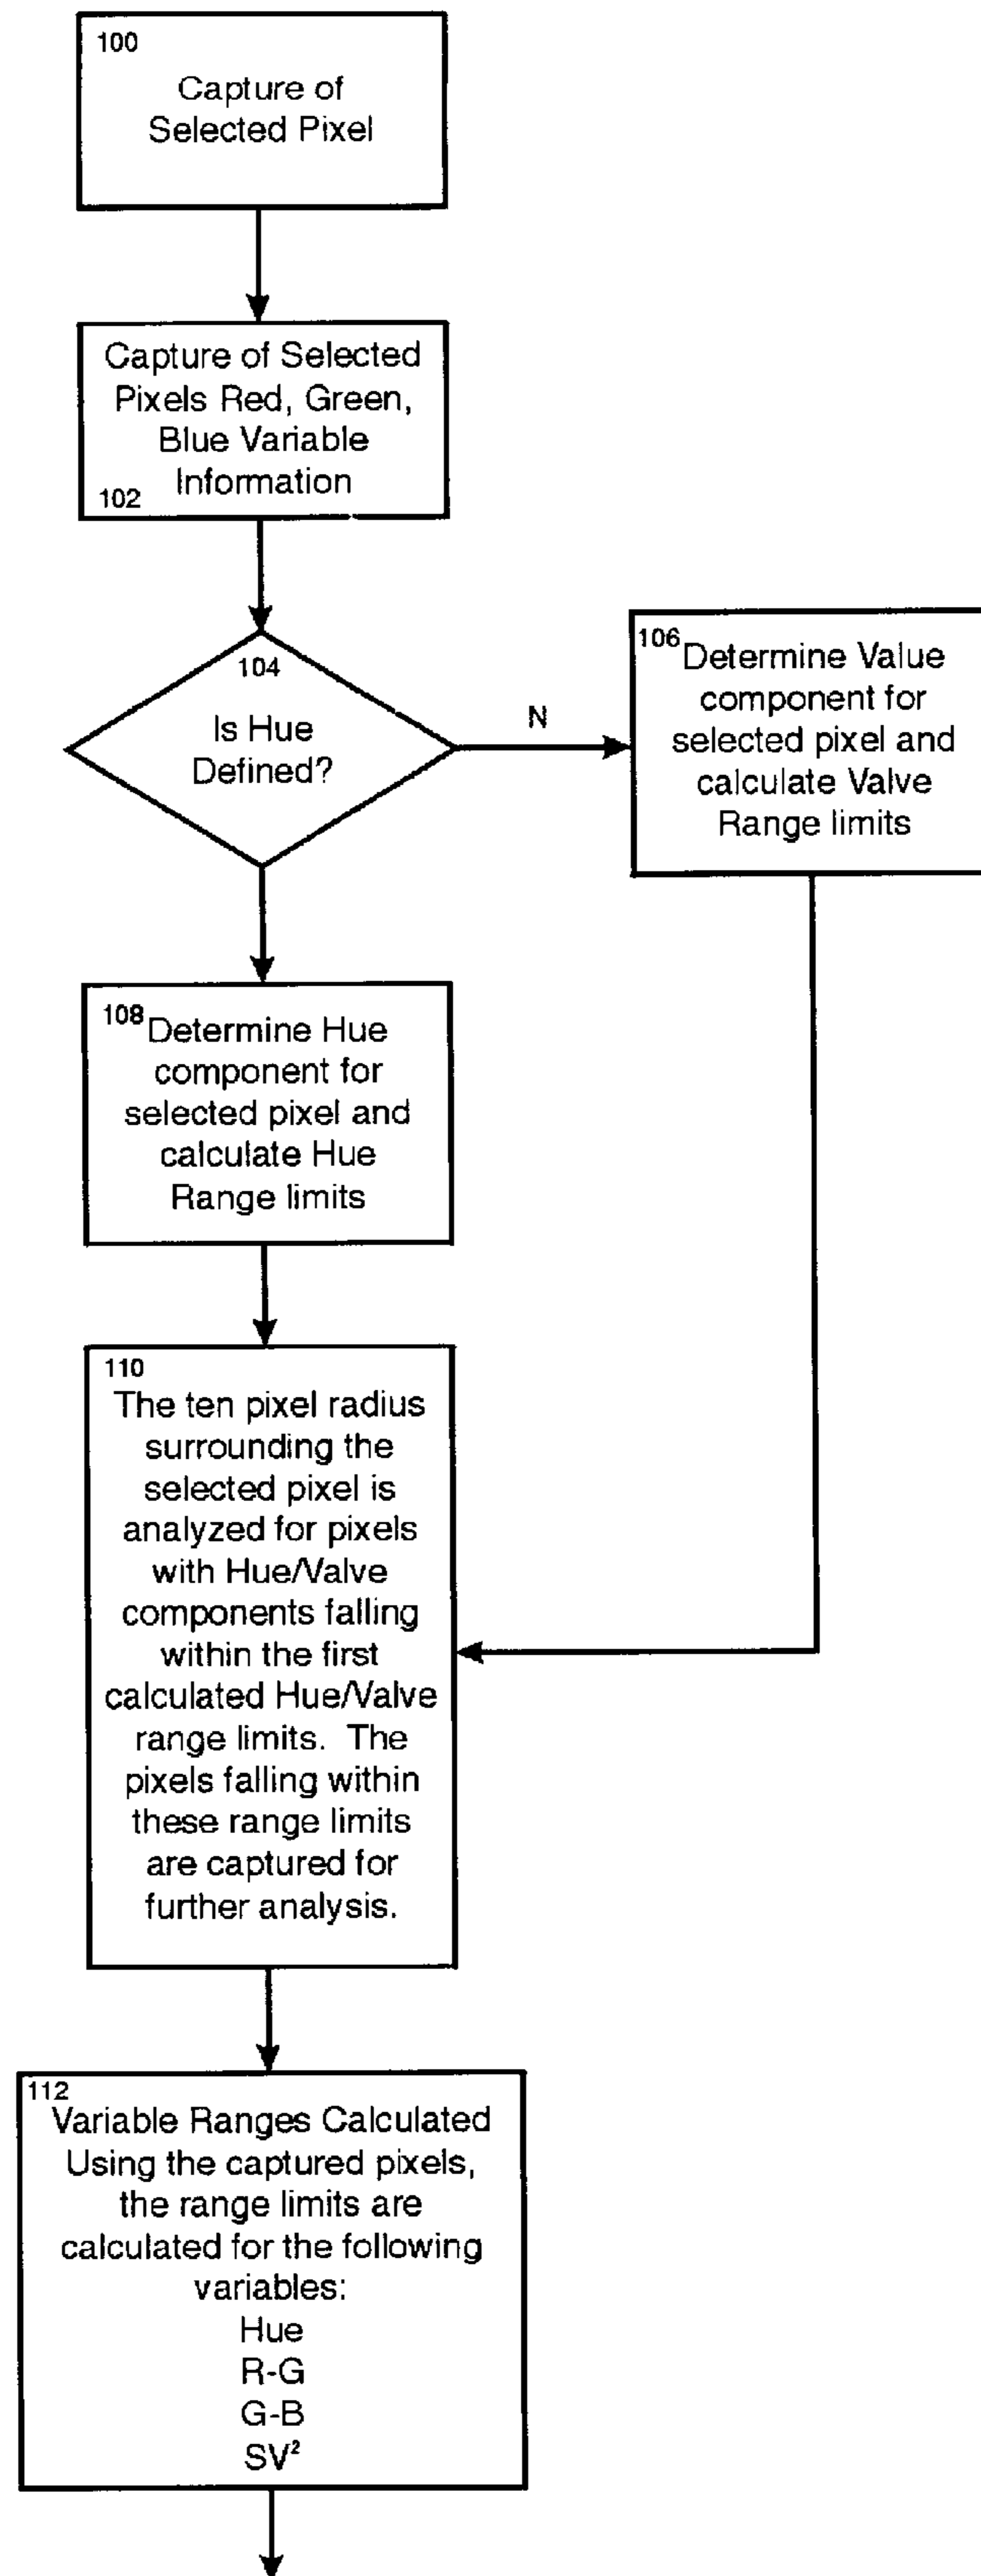 100
Capture of
Selected Pixel
Capture of Selected
Pixels Red, Green,
Blue Variable
Information
102
104
Is Hue
Defined?
N
106 Determine Value
component for
selected pixel and
calculate Valve
Range limits
108 Determine Hue
component for
selected pixel and
calculate Hue
Range limits
110
The ten pixel radius
surrounding the
selected pixel is
analyzed for pixels
with Hue/Valve
components falling
within the first
calculated Hue/Valve
range limits. The
pixels falling within
these range limits
are captured for
further analysis.
112
Variable Ranges Calculated
Using the captured pixels,
the range limits are
calculated for the following
variables:
Hue
R-G
G-B
SV²